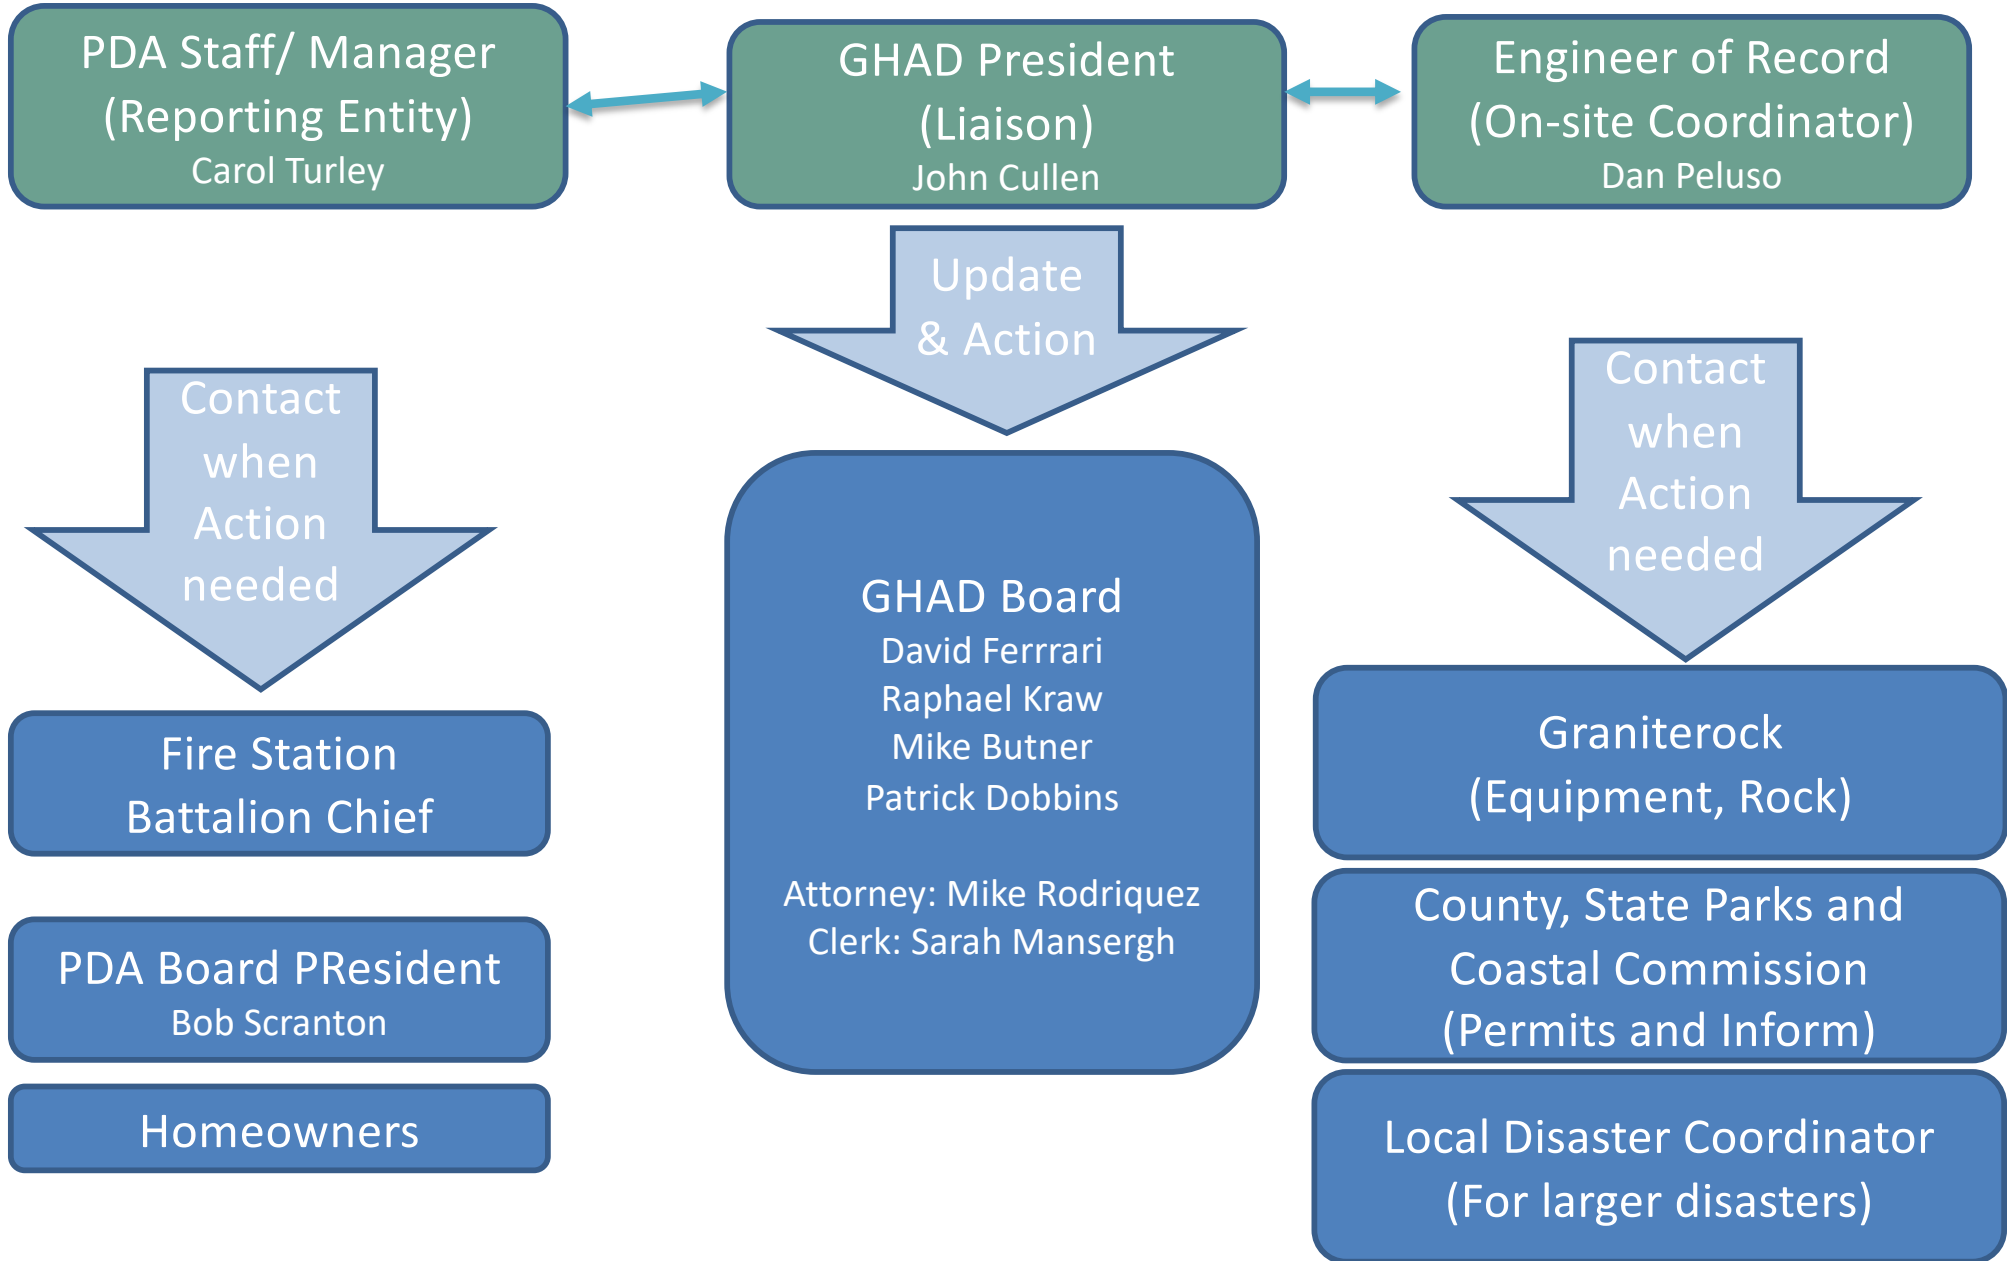 PDA Staff/ Manager
(Reporting Entity)
Carol Turley
GHAD President
(Liaison)
John Cullen
Engineer of Record
(On-site Coordinator)
Dan Peluso
Contact
when
Action
needed
Update
& Action
Contact
when
Action
needed
Fire Station
Battalion Chief
PDA Board PResident
Bob Scranton
Homeowners
GHAD Board
David Ferrrari
Raphael Kraw
Mike Butner
Patrick Dobbins
Attorney: Mike Rodriquez
Clerk: Sarah Mansergh
Graniterock
(Equipment, Rock)
County, State Parks and
Coastal Commission
(Permits and Inform)
Local Disaster Coordinator
(For larger disasters)